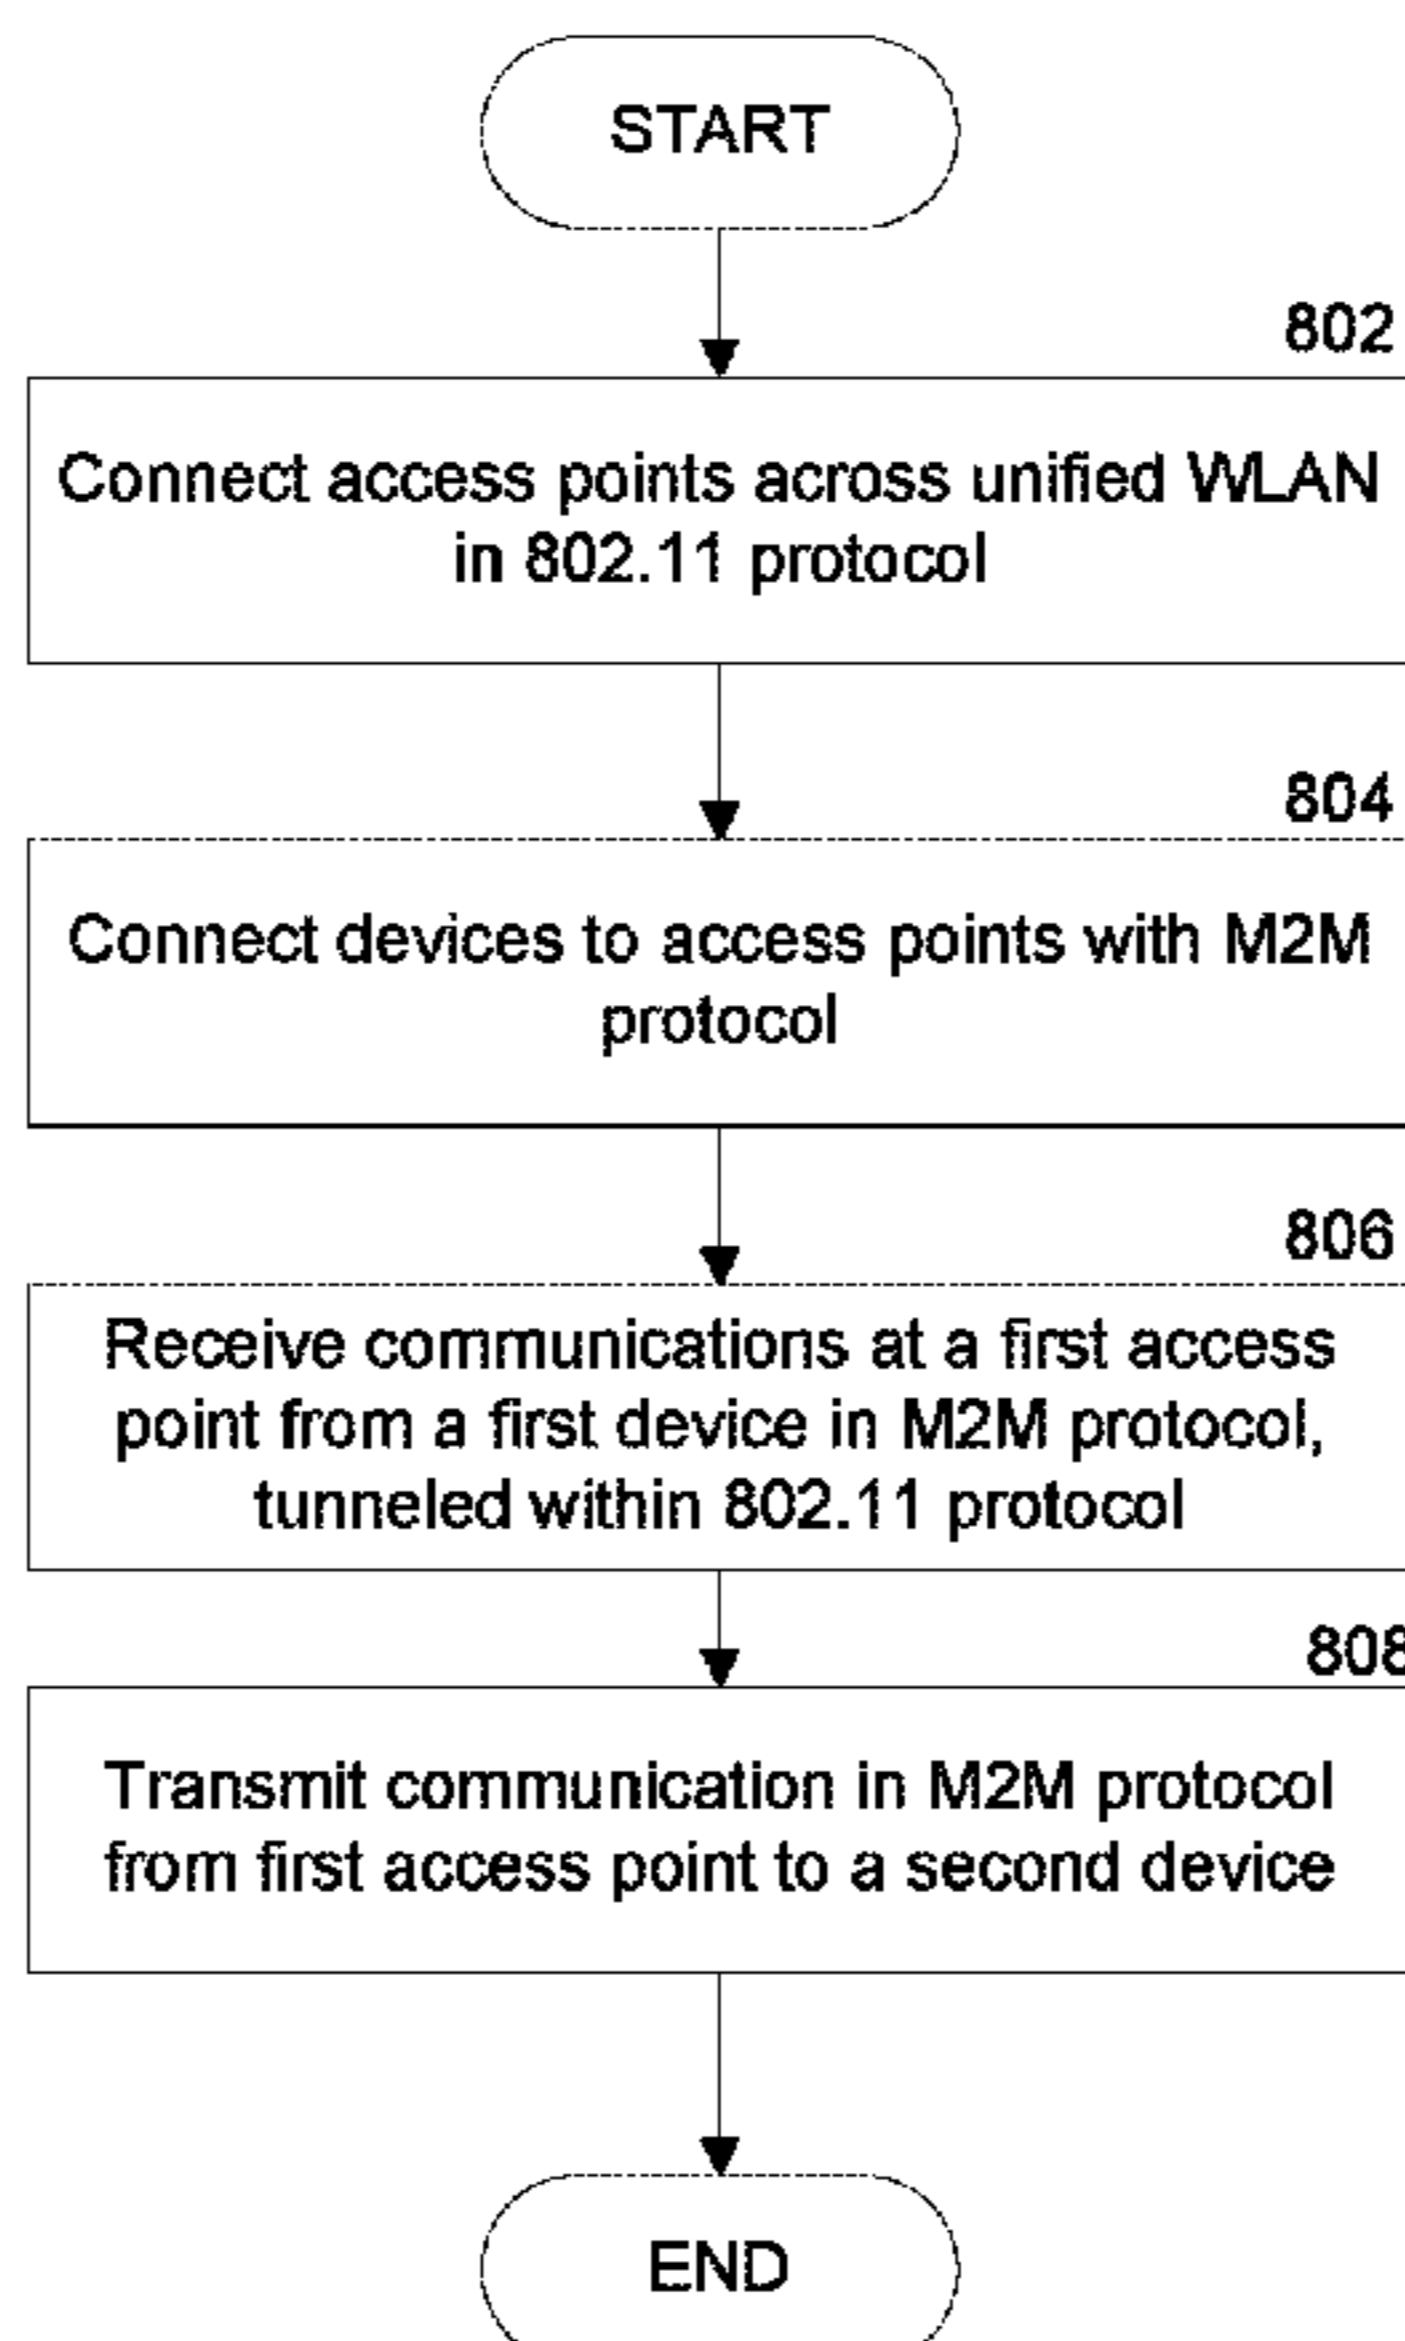 START
802
Connect access points across unified WLAN
in 802.11 protocol
804
Connect devices to access points with M2M
protocol
806
Receive communications at a first access
point from a first device in M2M protocol,
tunneled within 802.11 protocol
808
Transmit communication in M2M protocol
from first access point to a second device
END